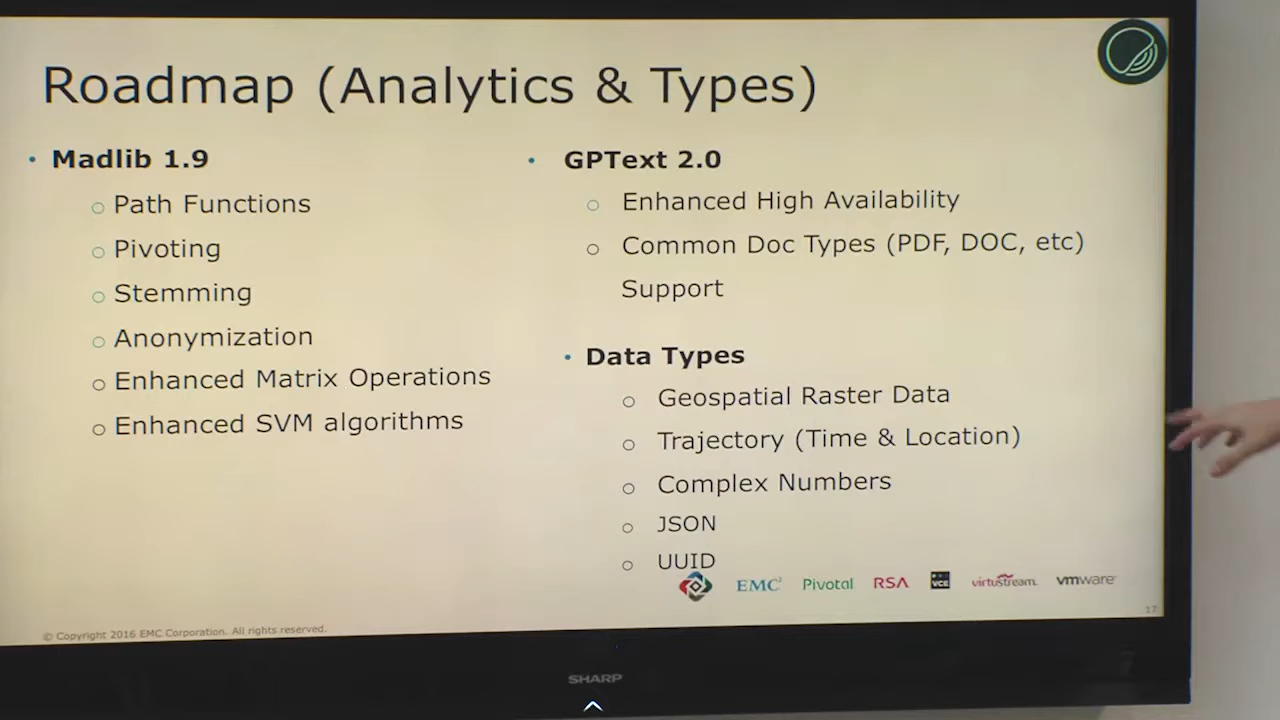 Roadmap (Analytics & Types)
• Madlib 1.9
○ Path Functions
○ Pivoting
○ Stemming
○ Anonymization
○ Enhanced Matrix Operations
○ Enhanced SVM algorithms
• GPText 2.0
○ Enhanced High Availability
○ Common Doc Types (PDF, DOC, etc)
Support
• Data Types
○ Geospatial Raster Data
○ Trajectory (Time & Location)
○ Complex Numbers
○ JSON
○ UUID
EMC² Pivotal RSA VCE virtustream. vmware
17
© Copyright 2016 EMC Corporation. All rights reserved.
SHARP